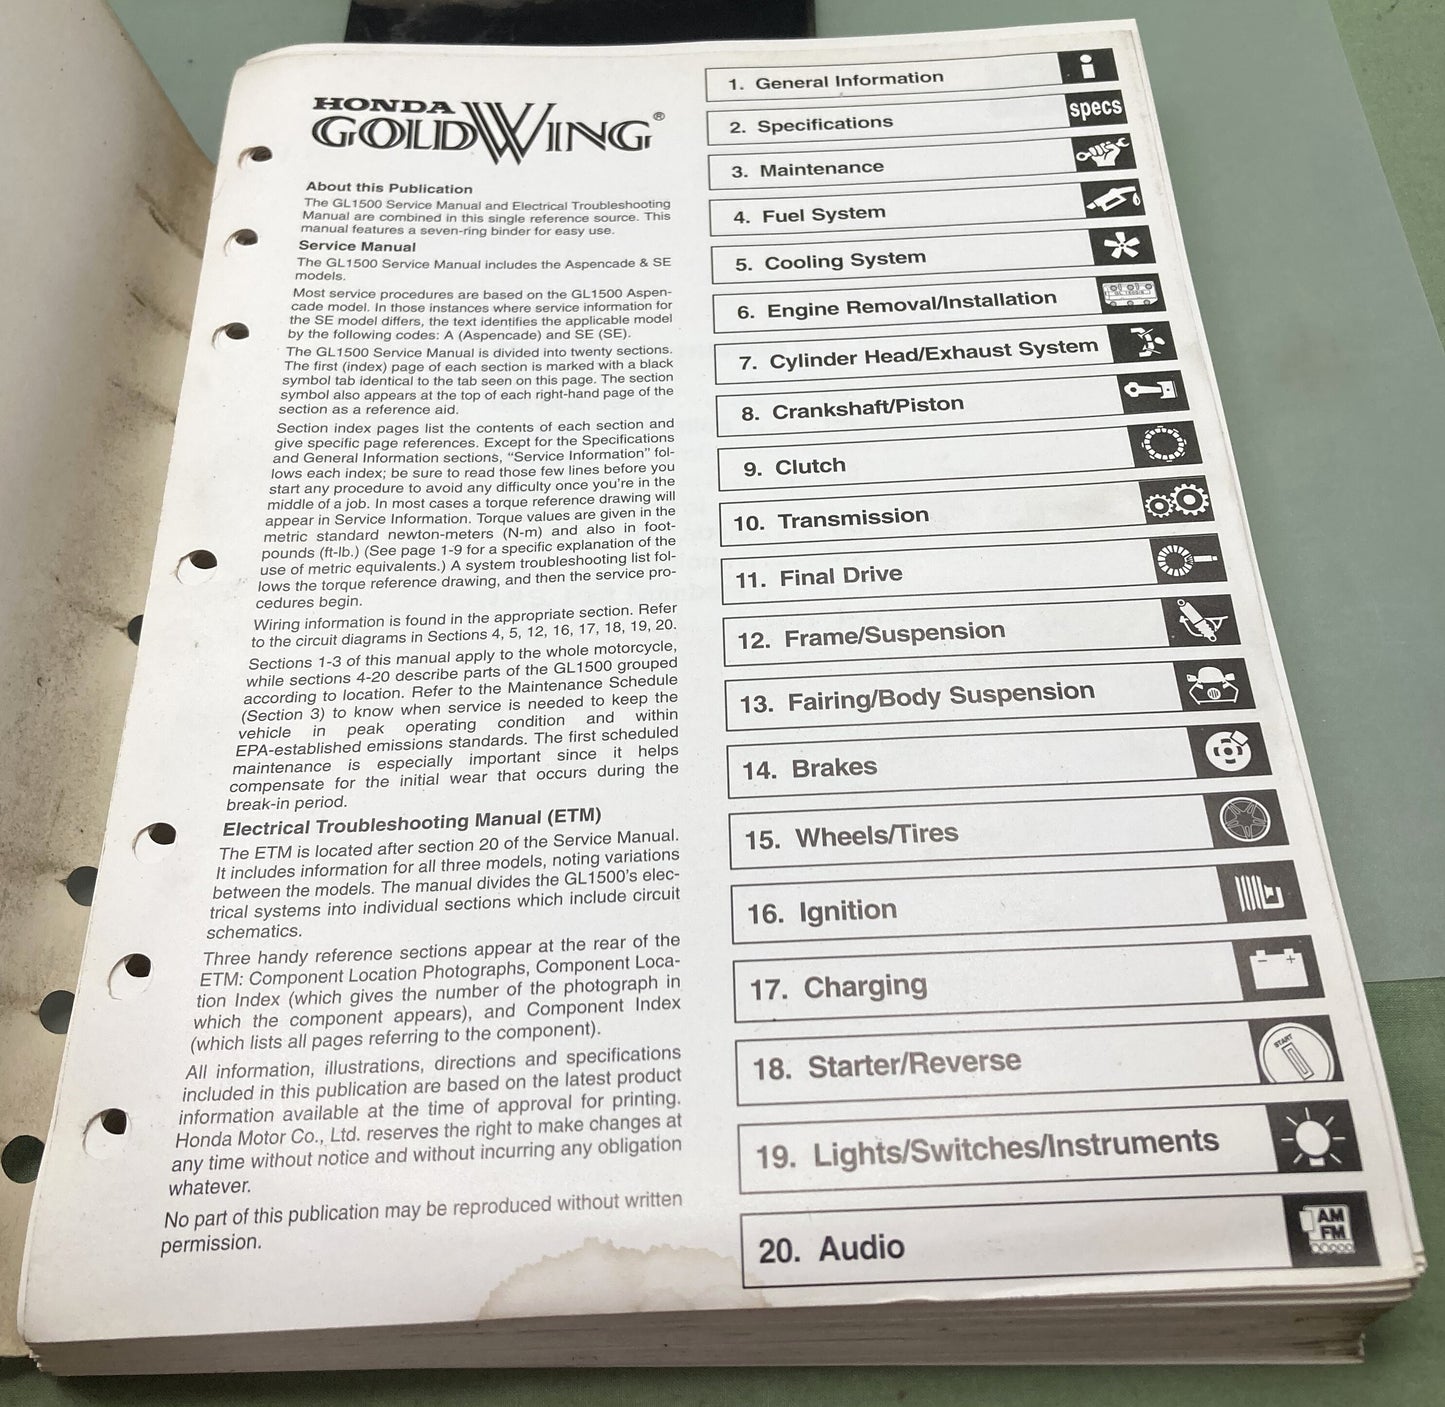 HONDA
GOLDWING®
About this Publication
The GL1500 Service Manual and Electrical Troubleshooting
Manual are combined in this single reference source. This
manual features a seven-ring binder for easy use.
Service Manual
The GL1500 Service Manual includes the Aspencade & SE
models.
Most service procedures are based on the GL1500 Aspen-
cade model. In those instances where service information for
the SE model differs, the text identifies the applicable model
by the following codes: A (Aspencade) and SE (SE).
The GL1500 Service Manual is divided into twenty sections.
The first (index) page of each section is marked with a black
symbol tab identical to the tab seen on this page. The section
symbol also appears at the top of each right-hand page of the
section as a reference aid.
Section index pages list the contents of each section and
give specific page references. Except for the Specifications
and General Information sections, “Service Information” fol-
lows each index; be sure to read those few lines before you
start any procedure to avoid any difficulty once you’re in the
middle of a job. In most cases a torque reference drawing will
appear in Service Information. Torque values are given in the
metric standard newton-meters (N-m) and also in foot-
pounds (ft-lb.) (See page 1-9 for a specific explanation of the
use of metric equivalents.) A system troubleshooting list fol-
lows the torque reference drawing, and then the service pro-
cedures begin.
Wiring information is found in the appropriate section. Refer
to the circuit diagrams in Sections 4, 5, 12, 16, 17, 18, 19, 20.
Sections 1-3 of this manual apply to the whole motorcycle,
while sections 4-20 describe parts of the GL1500 grouped
according to location. Refer to the Maintenance Schedule
(Section 3) to know when service is needed to keep the
vehicle in peak operating condition and within
EPA-established emissions standards. The first scheduled
maintenance is especially important since it helps
compensate for the initial wear that occurs during the
break-in period.
Electrical Troubleshooting Manual (ETM)
The ETM is located after section 20 of the Service Manual.
It includes information for all three models, noting variations
between the models. The manual divides the GL1500’s elec-
trical systems into individual sections which include circuit
schematics.
Three handy reference sections appear at the rear of the
ETM: Component Location Photographs, Component Loca-
tion Index (which gives the number of the photograph in
which the component appears), and Component Index
(which lists all pages referring to the component).
All information, illustrations, directions and specifications
included in this publication are based on the latest product
information available at the time of approval for printing.
Honda Motor Co., Ltd. reserves the right to make changes at
any time without notice and without incurring any obligation
whatever.
No part of this publication may be reproduced without written
permission.
1. General Information
2. Specifications
specs
3. Maintenance
4. Fuel System
5. Cooling System
6. Engine Removal/Installation
7. Cylinder Head/Exhaust System
8. Crankshaft/Piston
9. Clutch
10. Transmission
11. Final Drive
12. Frame/Suspension
13. Fairing/Body Suspension
14. Brakes
15. Wheels/Tires
16. Ignition
17. Charging
18. Starter/Reverse
START
19. Lights/Switches/Instruments
20. Audio
AM
FM